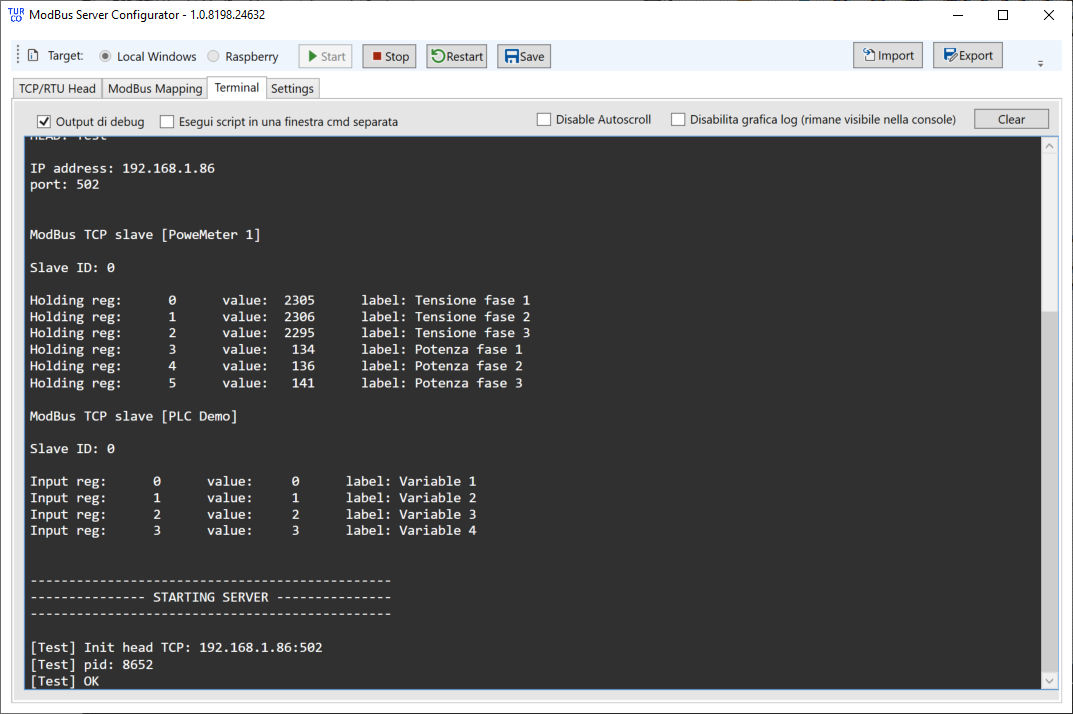 TUR
CO
ModBus Server Configurator - 1.0.8198.24632
Target: Local Windows Raspberry Start Stop Restart Save Import Export
TCP/RTU Head ModBus Mapping Terminal Settings
Output di debug Esegui script in una finestra cmd separata Disable Autoscroll Disabilita grafica log (rimane visibile nella console) Clear
HEAD: Test
IP address: 192.168.1.86
port: 502
ModBus TCP slave [PoweMeter 1]
Slave ID: 0
Holding reg: 0 value: 2305 label: Tensione fase 1
Holding reg: 1 value: 2306 label: Tensione fase 2
Holding reg: 2 value: 2295 label: Tensione fase 3
Holding reg: 3 value: 134 label: Potenza fase 1
Holding reg: 4 value: 136 label: Potenza fase 2
Holding reg: 5 value: 141 label: Potenza fase 3
ModBus TCP slave [PLC Demo]
Slave ID: 0
Input reg: 0 value: 0 label: Variable 1
Input reg: 1 value: 1 label: Variable 2
Input reg: 2 value: 2 label: Variable 3
Input reg: 3 value: 3 label: Variable 4
-----------------------------------------------
--------------- STARTING SERVER ---------------
-----------------------------------------------
[Test] Init head TCP: 192.168.1.86:502
[Test] pid: 8652
[Test] OK